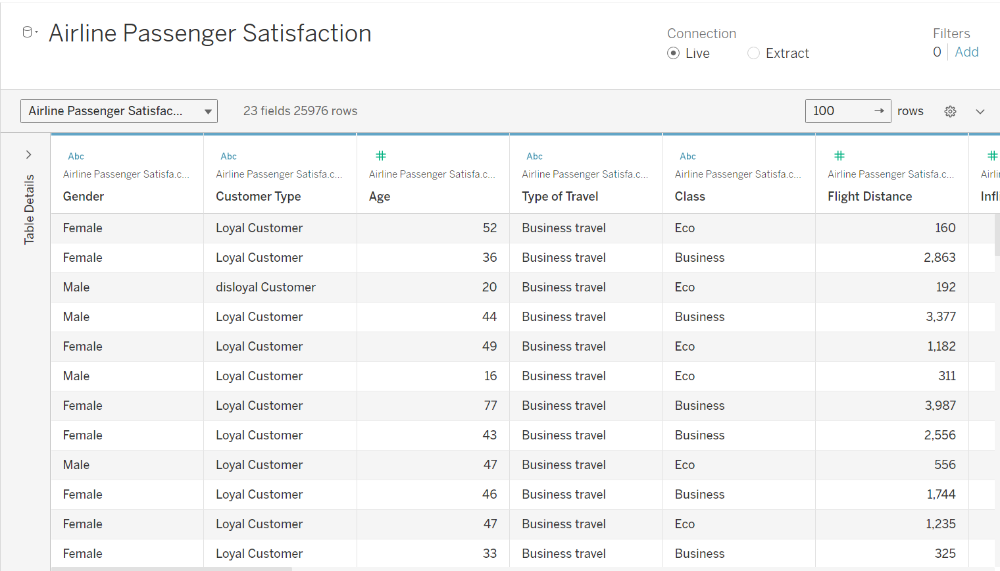 Airline Passenger Satisfaction
Connection
Live Extract
Filters
0 Add
Airline Passenger Satisfac... 23 fields 25976 rows 100 rows
Table Details
Abc Abc # Abc Abc # #
Airline Passenger Satisfa.c... Airline Passenger Satisfa.c... Airline Passenger Satisfa.c... Airline Passenger Satisfa.c... Airline Passenger Satisfa.c... Airline Passenger Satisfa.c... Airli
Gender Customer Type Age Type of Travel Class Flight Distance Infl
Female Loyal Customer 52 Business travel Eco 160
Female Loyal Customer 36 Business travel Business 2,863
Male disloyal Customer 20 Business travel Eco 192
Male Loyal Customer 44 Business travel Business 3,377
Female Loyal Customer 49 Business travel Eco 1,182
Male Loyal Customer 16 Business travel Eco 311
Female Loyal Customer 77 Business travel Business 3,987
Female Loyal Customer 43 Business travel Business 2,556
Male Loyal Customer 47 Business travel Eco 556
Female Loyal Customer 46 Business travel Business 1,744
Female Loyal Customer 47 Business travel Eco 1,235
Female Loyal Customer 33 Business travel Business 325